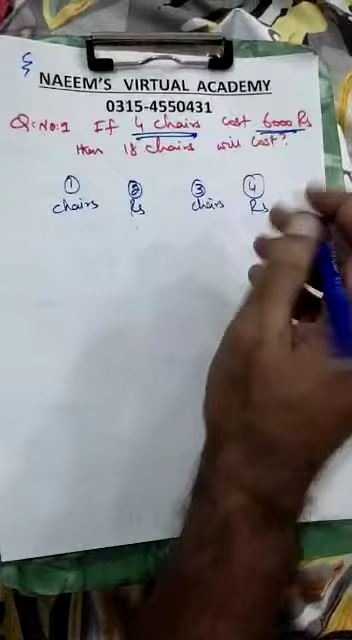 NAEEM'S VIRTUAL ACADEMY
0315-4550431
Q:No:1 If 4 chairs cost 6000 Rs
then 18 chairs will cost?
1 2 3 4
chairs Rs chairs Rs